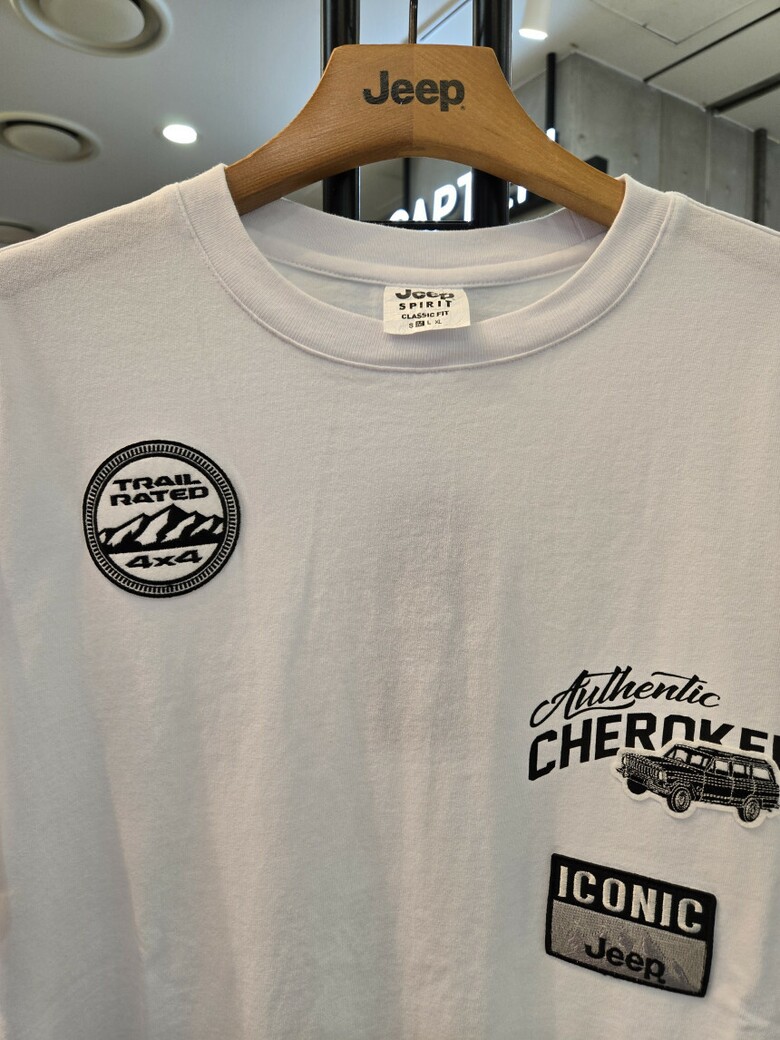 Jeep
Jeep
SPIRIT
CLASSIC FIT
S M L XL
TRAIL
RATED
4x4
Authentic
CHEROKEE
ICONIC
Jeep